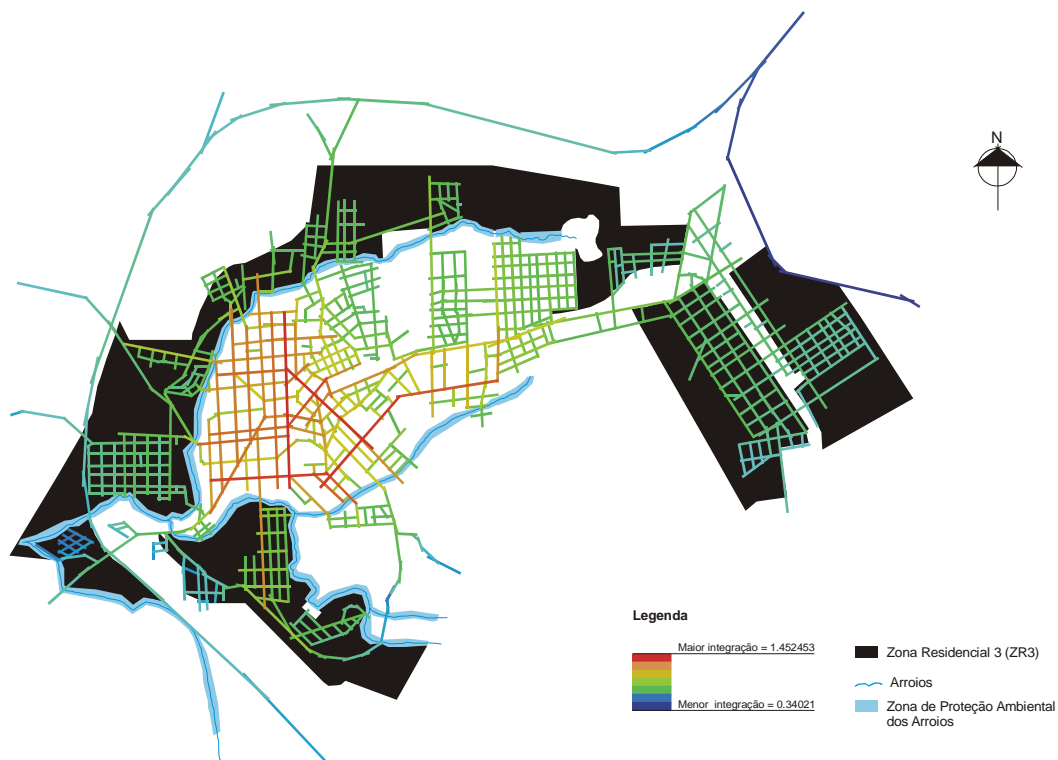 N
Legenda
Maior integração = 1.452453
Menor integração = 0.34021
Zona Residencial 3 (ZR3)
Arroios
Zona de Proteção Ambiental
dos Arroios